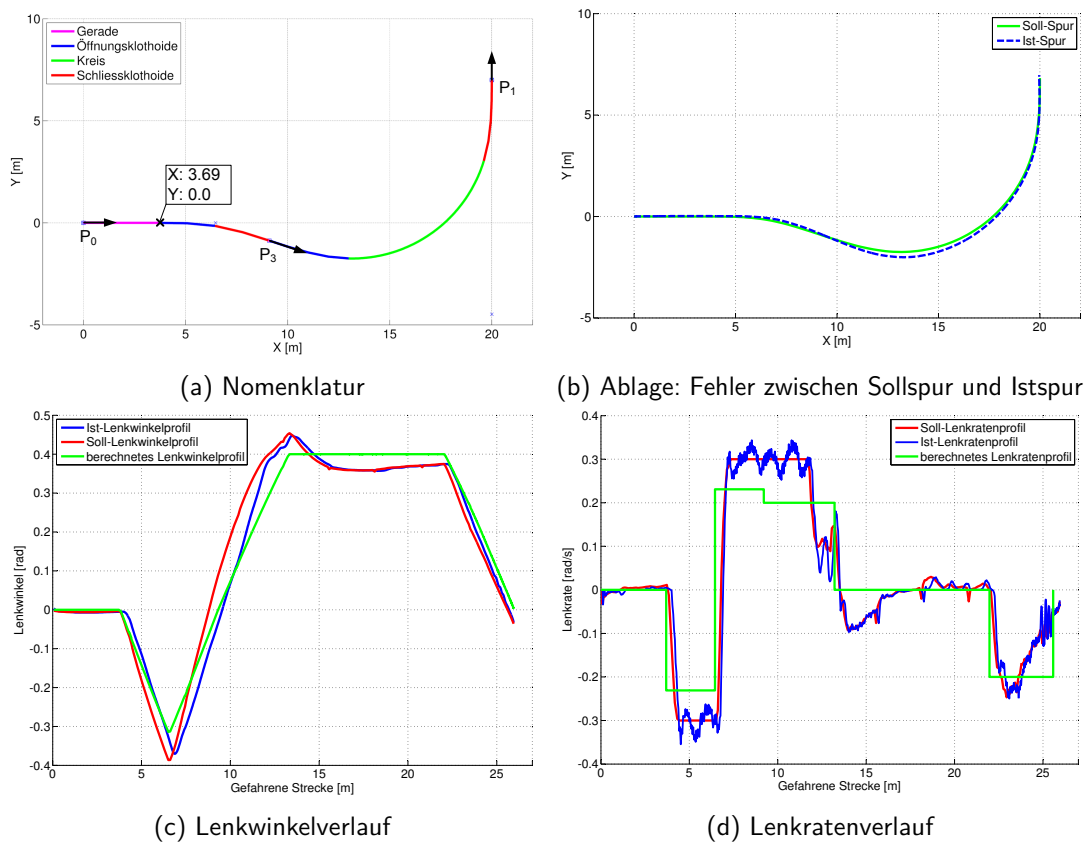 Gerade
Öffnungsklothoide
Kreis
Schliessklothoide
X: 3.69
Y: 0.0
P0
P3
P1
10
5
0
-5
Y [m]
0
5
10
15
20
X [m]
(a) Nomenklatur
Soll-Spur
Ist-Spur
10
5
0
-5
Y [m]
0
5
10
15
20
X [m]
(b) Ablage: Fehler zwischen Sollspur und Istspur
Ist-Lenkwinkelprofil
Soll-Lenkwinkelprofil
berechnetes Lenkwinkelprofil
0.5
0.4
0.3
0.2
0.1
0
-0.1
-0.2
-0.3
-0.4
Lenkwinkel [rad]
0
5
10
15
20
25
Gefahrene Strecke [m]
(c) Lenkwinkelverlauf
Soll-Lenkratenprofil
Ist-Lenkratenprofil
berechnetes Lenkratenprofil
0.4
0.3
0.2
0.1
0
-0.1
-0.2
-0.3
-0.4
Lenkrate [rad/s]
0
5
10
15
20
25
Gefahrene Strecke [m]
(d) Lenkratenverlauf